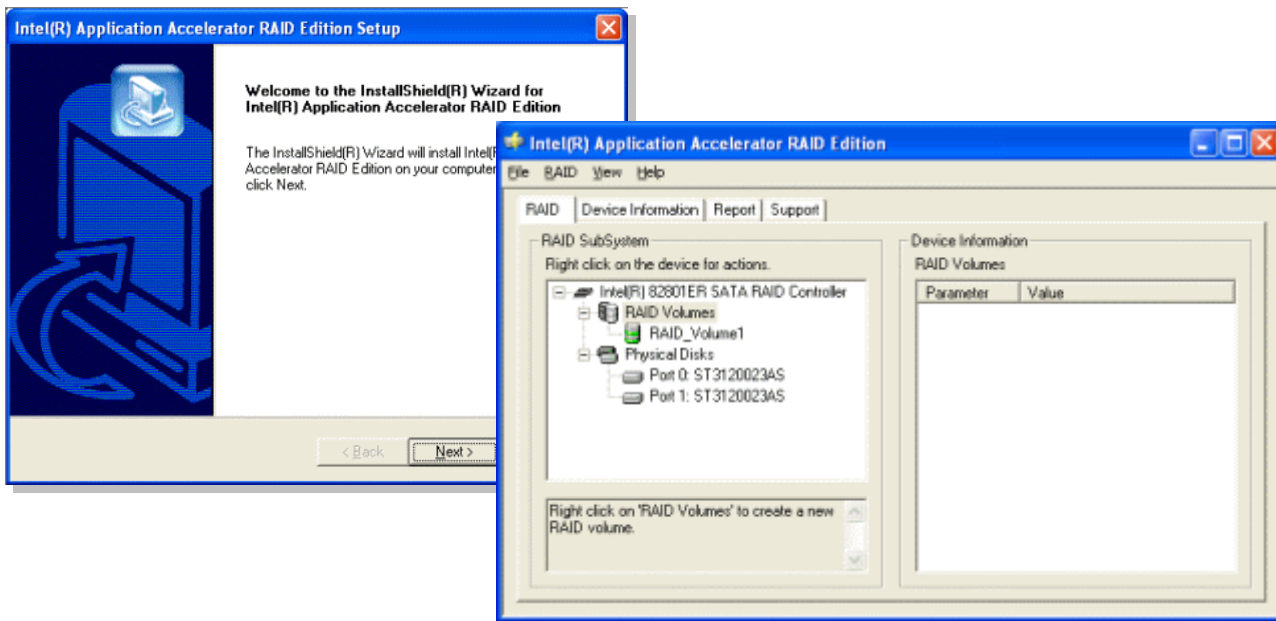 Intel(R) Application Accelerator RAID Edition Setup
Welcome to the InstallShield(R) Wizard for
Intel(R) Application Accelerator RAID Edition
The InstallShield(R) Wizard will install Intel(R
Accelerator RAID Edition on your computer
click Next.
< Back
Next >
Intel(R) Application Accelerator RAID Edition
File RAID View Help
RAID Device Information Report Support
RAID SubSystem
Right click on the device for actions.
Intel(R) 82801ER SATA RAID Controller
RAID Volumes
RAID_Volume1
Physical Disks
Port 0: ST3120023AS
Port 1: ST3120023AS
Right click on 'RAID Volumes' to create a new
RAID volume.
Device Information
RAID Volumes
Parameter Value